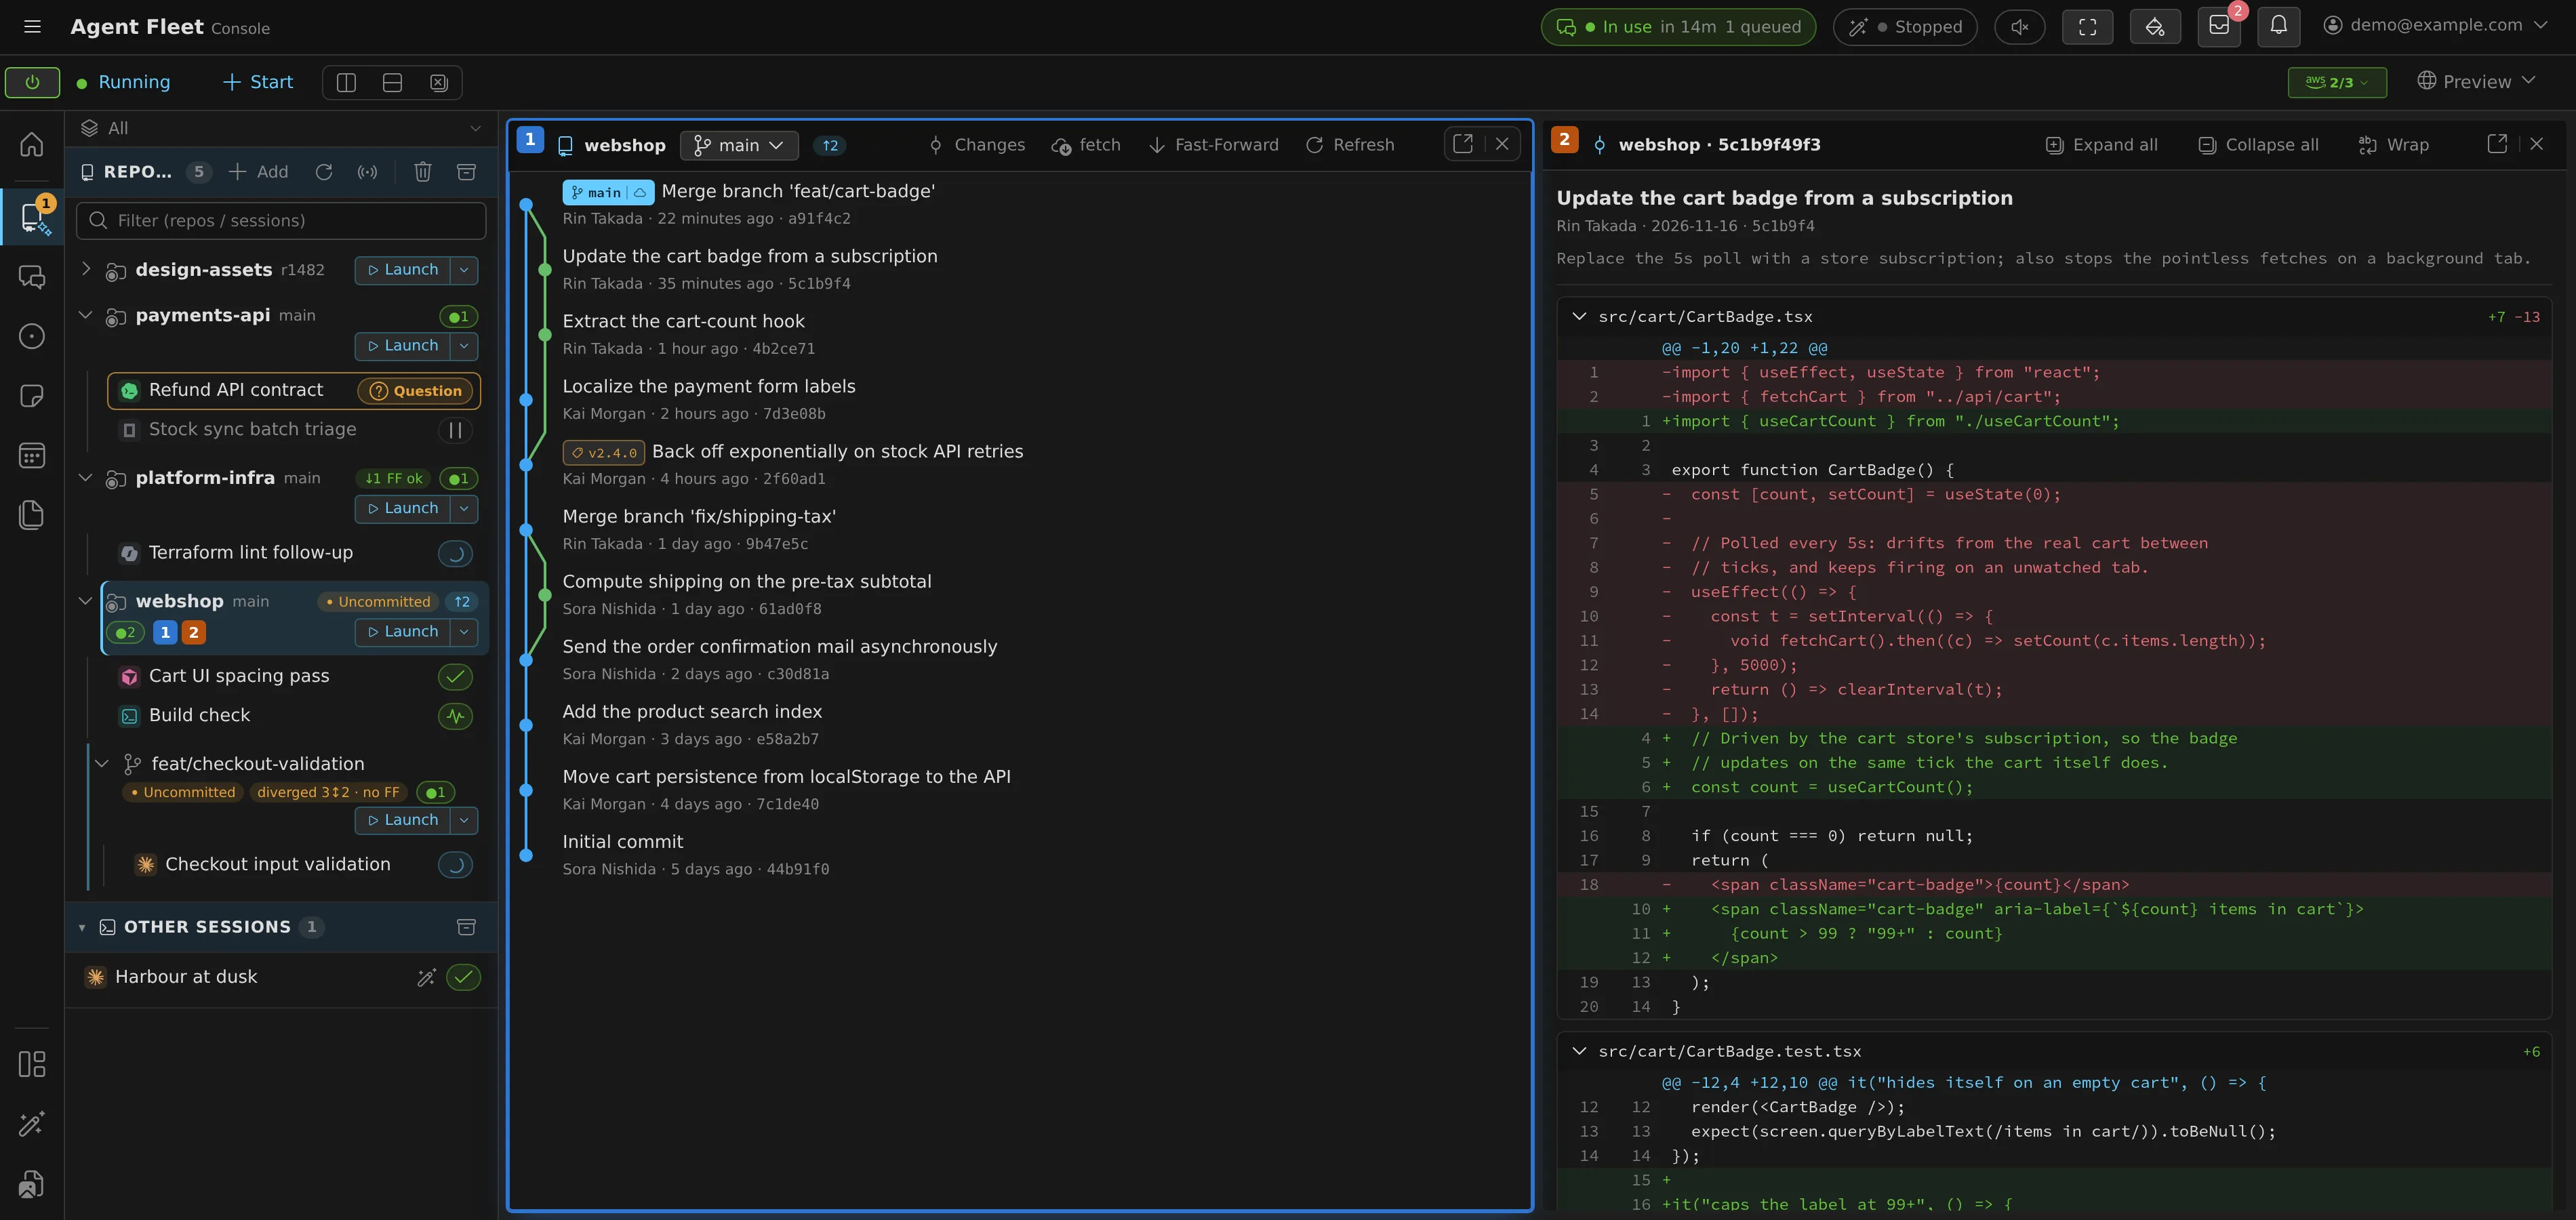 Agent Fleet Console
In use in 14m 1 queued
Stopped
2
demo@example.com
Running
+ Start
aws 2/3
Preview
All
REPO... 5 + Add
1
Filter (repos / sessions)
design-assets r1482 Launch
payments-api main 1
Launch
Refund API contract Question
Stock sync batch triage
platform-infra main ↓1 FF ok 1
Launch
Terraform lint follow-up
webshop main • Uncommitted ↑2
2 1 2 Launch
Cart UI spacing pass
Build check
feat/checkout-validation
• Uncommitted diverged 3↕2 · no FF 1
Launch
Checkout input validation
OTHER SESSIONS 1
Harbour at dusk
1 webshop main ↑2 Changes fetch Fast-Forward Refresh
main Merge branch 'feat/cart-badge'
Rin Takada · 22 minutes ago · a91f4c2
Update the cart badge from a subscription
Rin Takada · 35 minutes ago · 5c1b9f4
Extract the cart-count hook
Rin Takada · 1 hour ago · 4b2ce71
Localize the payment form labels
Kai Morgan · 2 hours ago · 7d3e08b
v2.4.0 Back off exponentially on stock API retries
Kai Morgan · 4 hours ago · 2f60ad1
Merge branch 'fix/shipping-tax'
Rin Takada · 1 day ago · 9b47e5c
Compute shipping on the pre-tax subtotal
Sora Nishida · 1 day ago · 61ad0f8
Send the order confirmation mail asynchronously
Sora Nishida · 2 days ago · c30d81a
Add the product search index
Kai Morgan · 3 days ago · e58a2b7
Move cart persistence from localStorage to the API
Kai Morgan · 4 days ago · 7c1de40
Initial commit
Sora Nishida · 5 days ago · 44b91f0
2 webshop · 5c1b9f49f3 Expand all Collapse all Wrap
Update the cart badge from a subscription
Rin Takada · 2026-11-16 · 5c1b9f4
Replace the 5s poll with a store subscription; also stops the pointless fetches on a background tab.
src/cart/CartBadge.tsx +7 −13
@@ -1,20 +1,22 @@
1 -import { useEffect, useState } from "react";
2 -import { fetchCart } from "../api/cart";
1 +import { useCartCount } from "./useCartCount";
3 2
4 3 export function CartBadge() {
5 - const [count, setCount] = useState(0);
6 -
7 - // Polled every 5s: drifts from the real cart between
8 - // ticks, and keeps firing on an unwatched tab.
9 - useEffect(() => {
10 - const t = setInterval(() => {
11 - void fetchCart().then((c) => setCount(c.items.length));
12 - }, 5000);
13 - return () => clearInterval(t);
14 - }, []);
4 + // Driven by the cart store's subscription, so the badge
5 + // updates on the same tick the cart itself does.
6 + const count = useCartCount();
15 7
16 8 if (count === 0) return null;
17 9 return (
18 - <span className="cart-badge">{count}</span>
10 + <span className="cart-badge" aria-label={`${count} items in cart`}>
11 + {count > 99 ? "99+" : count}
12 + </span>
19 13 );
20 14 }
src/cart/CartBadge.test.tsx +6
@@ -12,4 +12,10 @@ it("hides itself on an empty cart", () => {
12 12 render(<CartBadge />);
13 13 expect(screen.queryByLabelText(/items in cart/)).toBeNull();
14 14 });
15 +
16 +it("caps the label at 99+", () => {